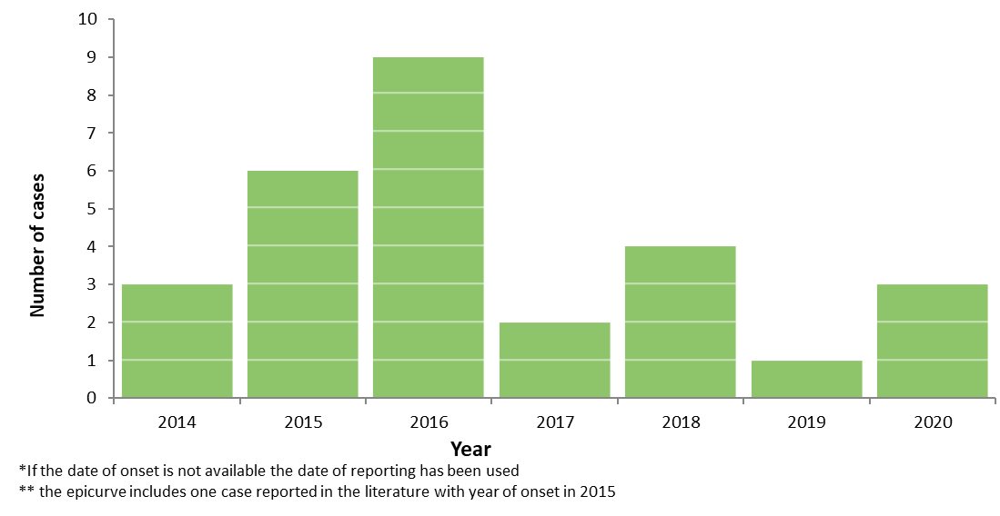 10
9
8
7
6
5
4
3
2
1
0
Number of cases
2014 2015 2016 2017 2018 2019 2020
Year
*If the date of onset is not available the date of reporting has been used
** the epicurve includes one case reported in the literature with year of onset in 2015